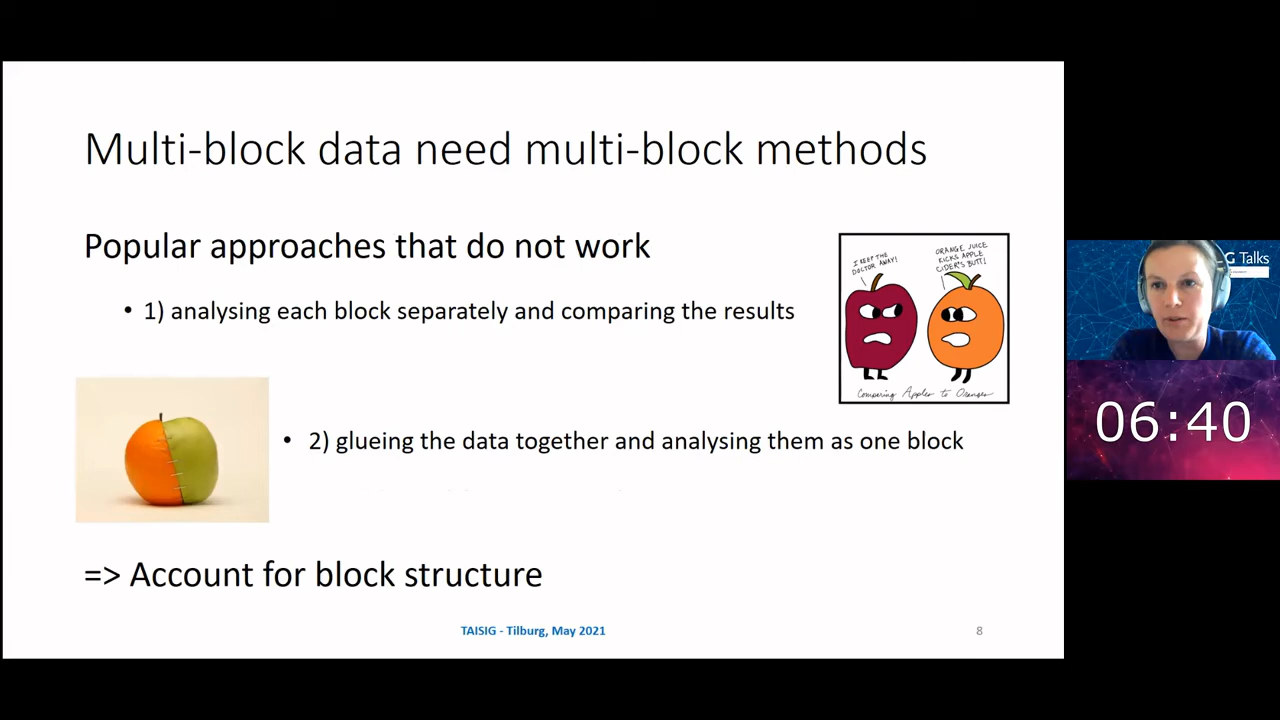 Multi-block data need multi-block methods
Popular approaches that do not work
• 1) analysing each block separately and comparing the results
I KEEP THE
DOCTOR AWAY!
ORANGE JUICE
KICKS APPLE
CIDER'S BUTT!
Comparing Apples to Oranges
• 2) glueing the data together and analysing them as one block
=> Account for block structure
TAISIG - Tilburg, May 2021
8
G Talks
06:40